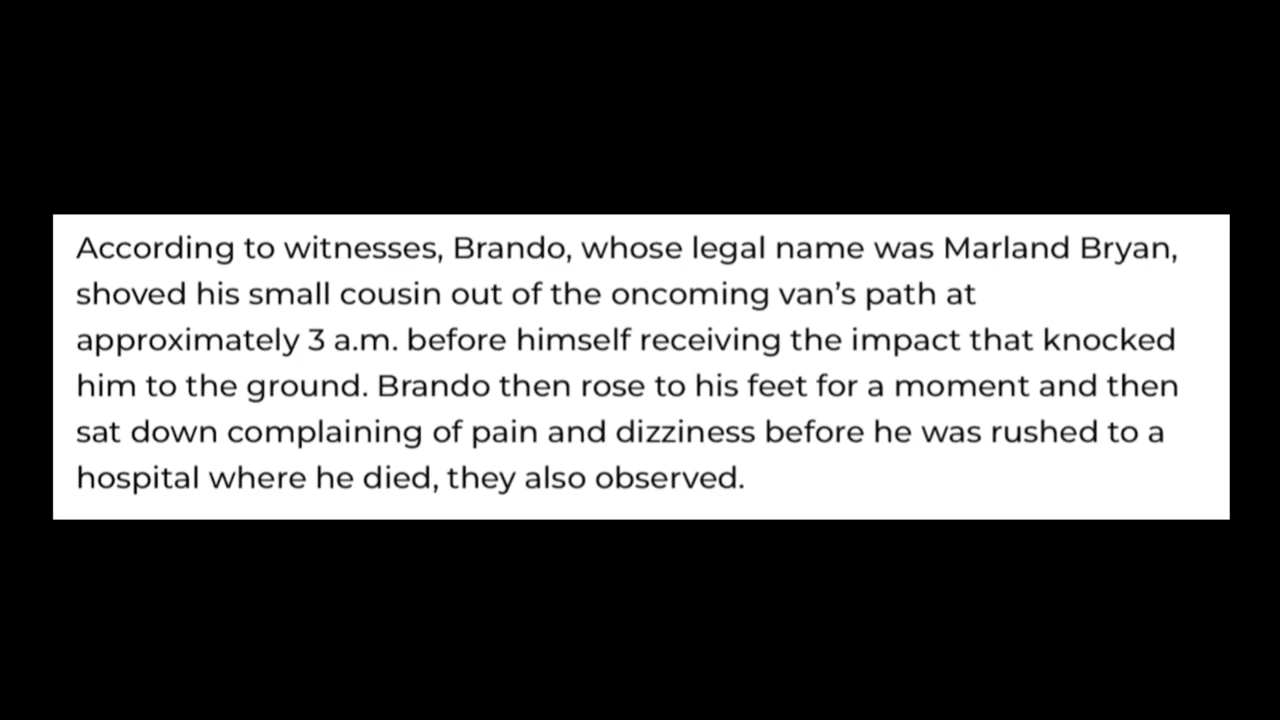 According to witnesses, Brando, whose legal name was Marland Bryan,
shoved his small cousin out of the oncoming van's path at
approximately 3 a.m. before himself receiving the impact that knocked
him to the ground. Brando then rose to his feet for a moment and then
sat down complaining of pain and dizziness before he was rushed to a
hospital where he died, they also observed.